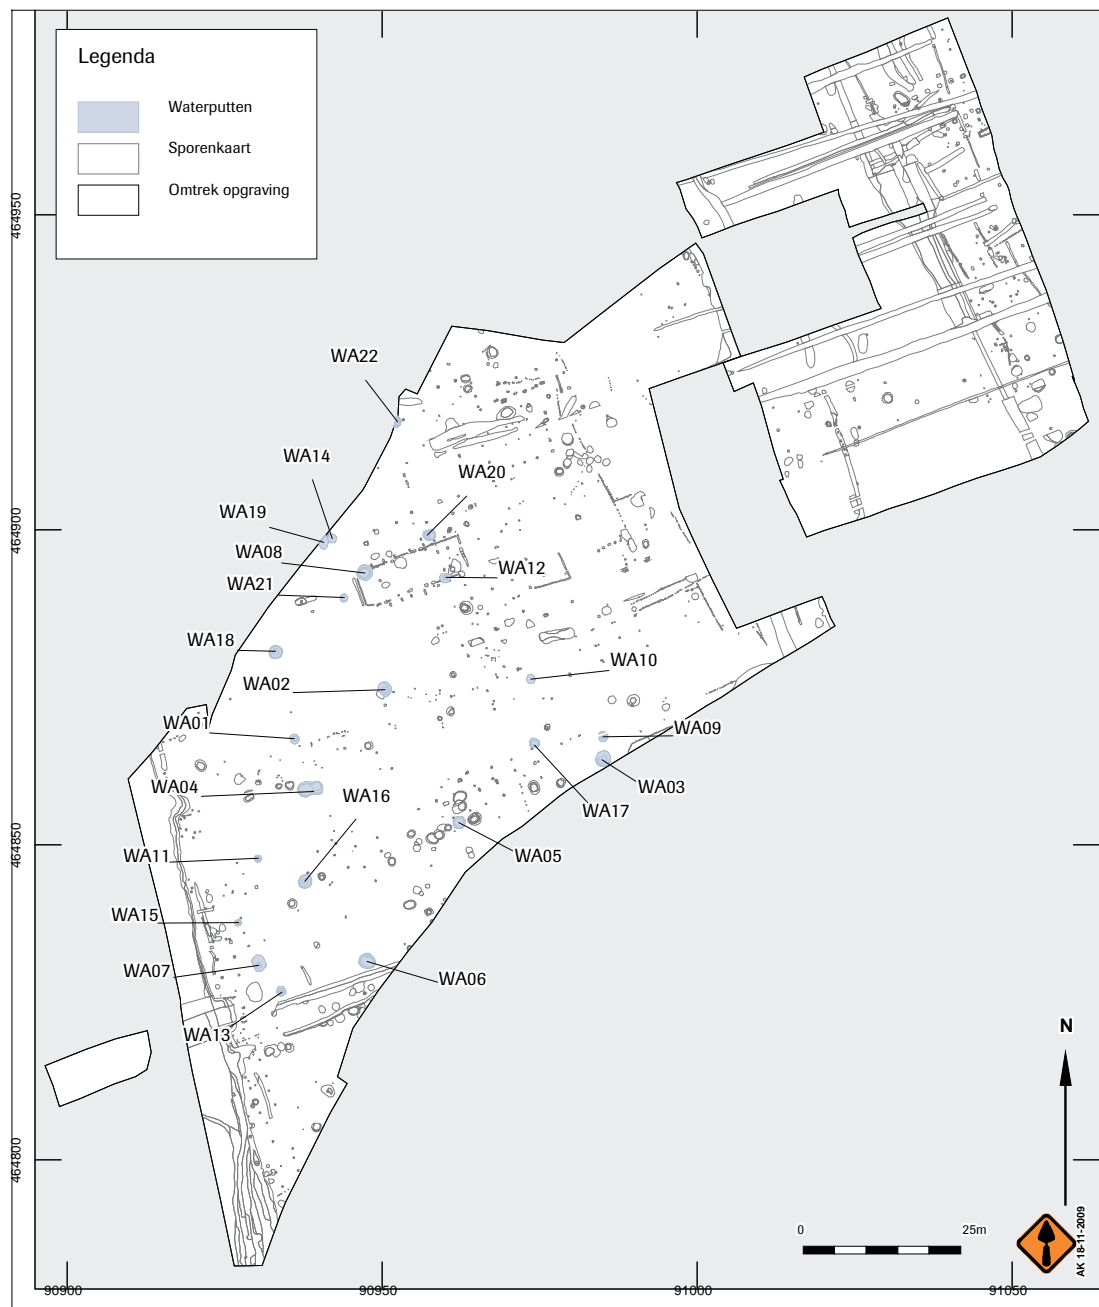 Legenda
Waterputten
Sporenkaart
Omtrek opgraving
464950
WA22
WA14
WA20
WA19
464900
WA08
WA12
WA21
WA18
WA10
WA02
WA01
WA09
WA04
WA16
WA03
WA17
464850
WA11
WA05
WA15
WA07
WA06
WA13
N
464800
0
25m
AK 18-11-2009
90900
90950
91000
91050